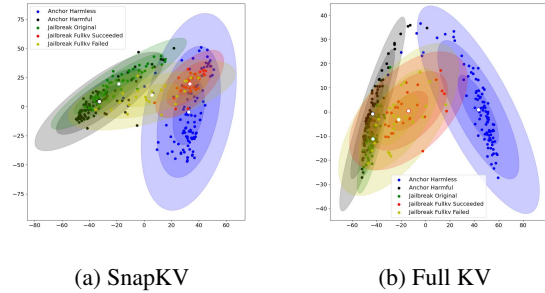 Anchor Harmless
Anchor Harmful
Jailbreak Original
Jailbreak Fullkv Succeeded
Jailbreak Fullkv Failed
75
50
25
0
−25
−50
−75
−80 −60 −40 −20 0 20 40 60
(a) SnapKV
40
30
20
10
0
−10
−20
−30
−40
Anchor Harmless
Anchor Harmful
Jailbreak Original
Jailbreak Fullkv Succeeded
Jailbreak Fullkv Failed
−80 −60 −40 −20 0 20 40 60 80
(b) Full KV